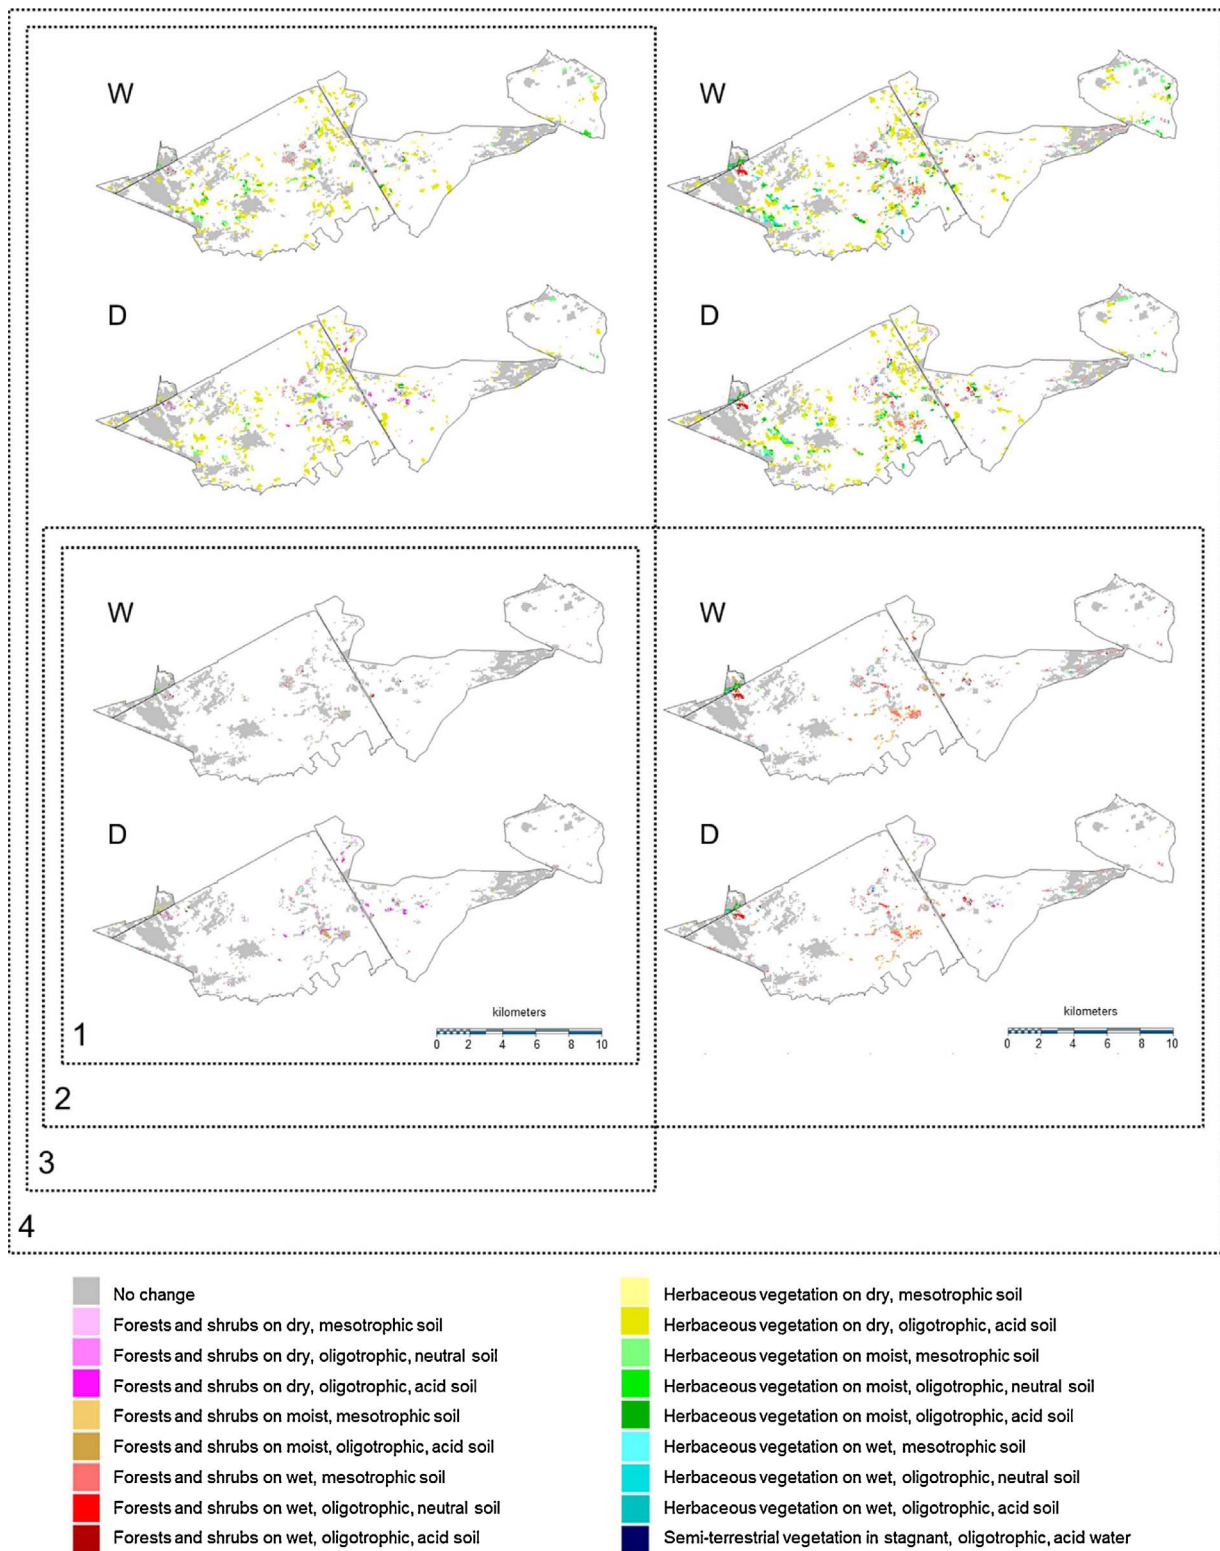 W
W
D
D
W
W
D
D
kilometers
0 2 4 6 8 10
kilometers
0 2 4 6 8 10
1
2
3
4
No change
Forests and shrubs on dry, mesotrophic soil
Forests and shrubs on dry, oligotrophic, neutral soil
Forests and shrubs on dry, oligotrophic, acid soil
Forests and shrubs on moist, mesotrophic soil
Forests and shrubs on moist, oligotrophic, acid soil
Forests and shrubs on wet, mesotrophic soil
Forests and shrubs on wet, oligotrophic, neutral soil
Forests and shrubs on wet, oligotrophic, acid soil
Herbaceous vegetation on dry, mesotrophic soil
Herbaceous vegetation on dry, oligotrophic, acid soil
Herbaceous vegetation on moist, mesotrophic soil
Herbaceous vegetation on moist, oligotrophic, neutral soil
Herbaceous vegetation on moist, oligotrophic, acid soil
Herbaceous vegetation on wet, mesotrophic soil
Herbaceous vegetation on wet, oligotrophic, neutral soil
Herbaceous vegetation on wet, oligotrophic, acid soil
Semi-terrestrial vegetation in stagnant, oligotrophic, acid water